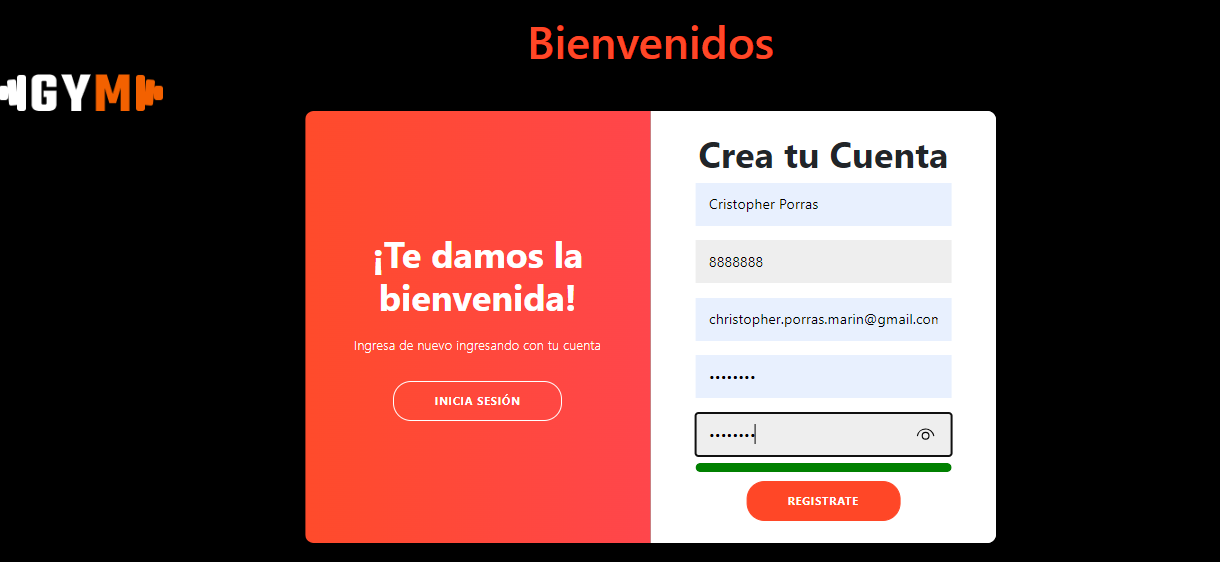 Bienvenidos
GYM
¡Te damos la
bienvenida!
Ingresa de nuevo ingresando con tu cuenta
INICIA SESIÓN
Crea tu Cuenta
Cristopher Porras
8888888
christopher.porras.marin@gmail.com
••••••••
••••••••
REGISTRATE